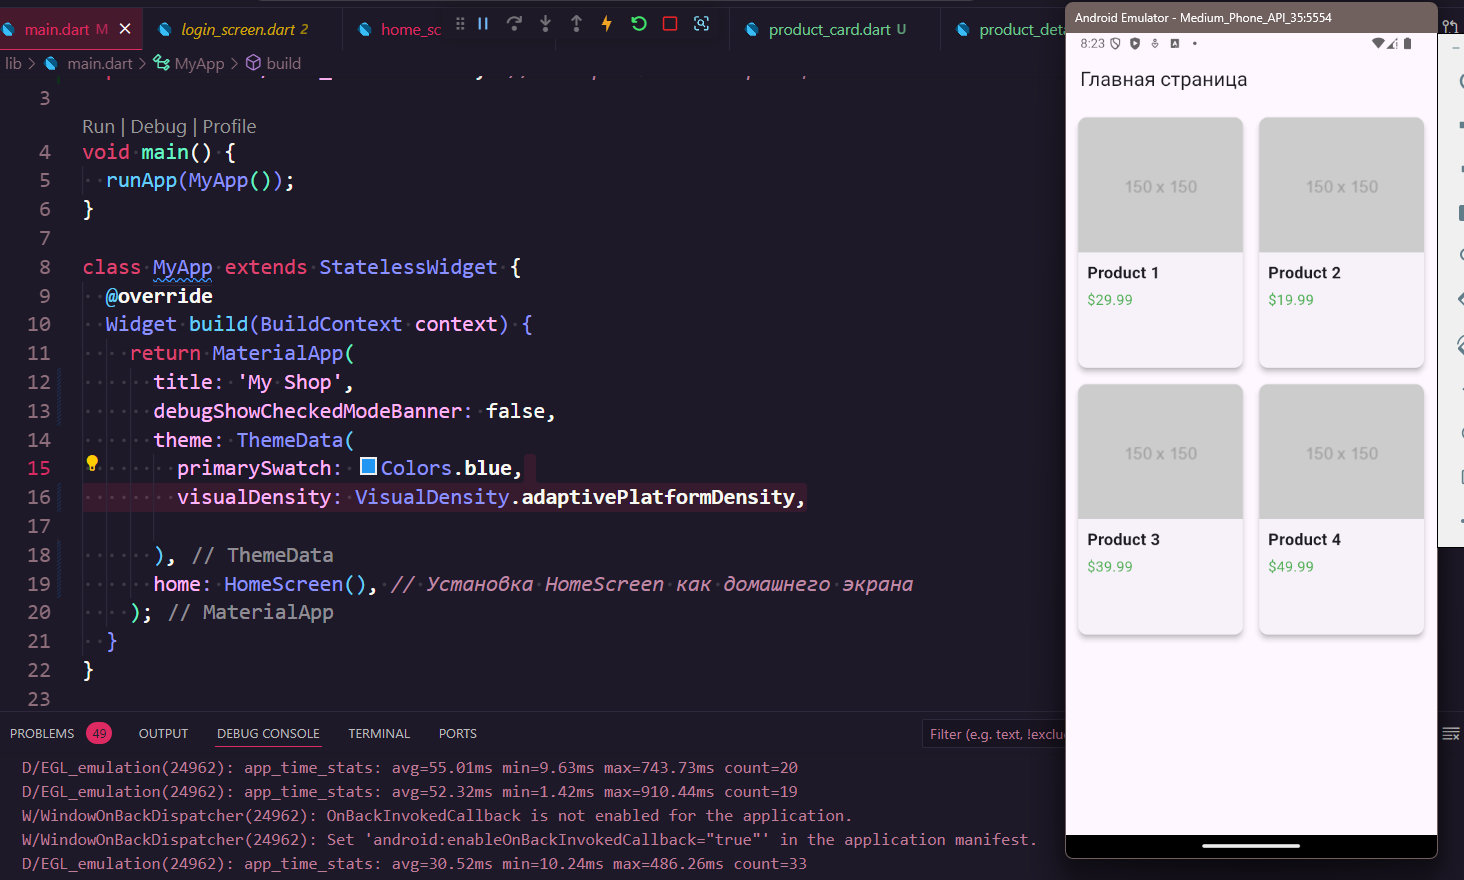 main.dart M
login_screen.dart 2
home_sc
product_card.dart U
product_deta
lib > main.dart > MyApp > build
3
Run | Debug | Profile
4 void main() {
5 runApp(MyApp());
6 }
7
8 class MyApp extends StatelessWidget {
9 @override
10 Widget build(BuildContext context) {
11 return MaterialApp(
12 title: 'My Shop',
13 debugShowCheckedModeBanner: false,
14 theme: ThemeData(
15 primarySwatch: Colors.blue,
16 visualDensity: VisualDensity.adaptivePlatformDensity,
17
18 ), // ThemeData
19 home: HomeScreen(), // Установка HomeScreen как домашнего экрана
20 ); // MaterialApp
21 }
22 }
23
PROBLEMS 49 OUTPUT DEBUG CONSOLE TERMINAL PORTS
Filter (e.g. text, !exclu
D/EGL_emulation(24962): app_time_stats: avg=55.01ms min=9.63ms max=743.73ms count=20
D/EGL_emulation(24962): app_time_stats: avg=52.32ms min=1.42ms max=910.44ms count=19
W/WindowOnBackDispatcher(24962): OnBackInvokedCallback is not enabled for the application.
W/WindowOnBackDispatcher(24962): Set 'android:enableOnBackInvokedCallback="true"' in the application manifest.
D/EGL_emulation(24962): app_time_stats: avg=30.52ms min=10.24ms max=486.26ms count=33
Android Emulator - Medium_Phone_API_35:5554
8:23
Главная страница
150 x 150
150 x 150
Product 1
Product 2
$29.99
$19.99
150 x 150
150 x 150
Product 3
Product 4
$39.99
$49.99